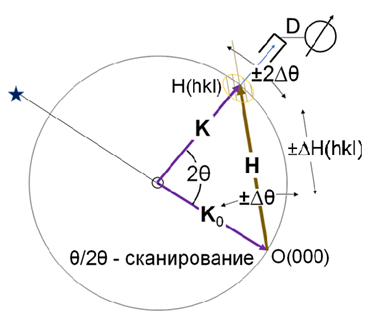 D
H(hkl)
±2Δθ
K
±ΔH(hkl)
2θ
H
±Δθ
K₀
θ/2θ - сканирование
O(000)